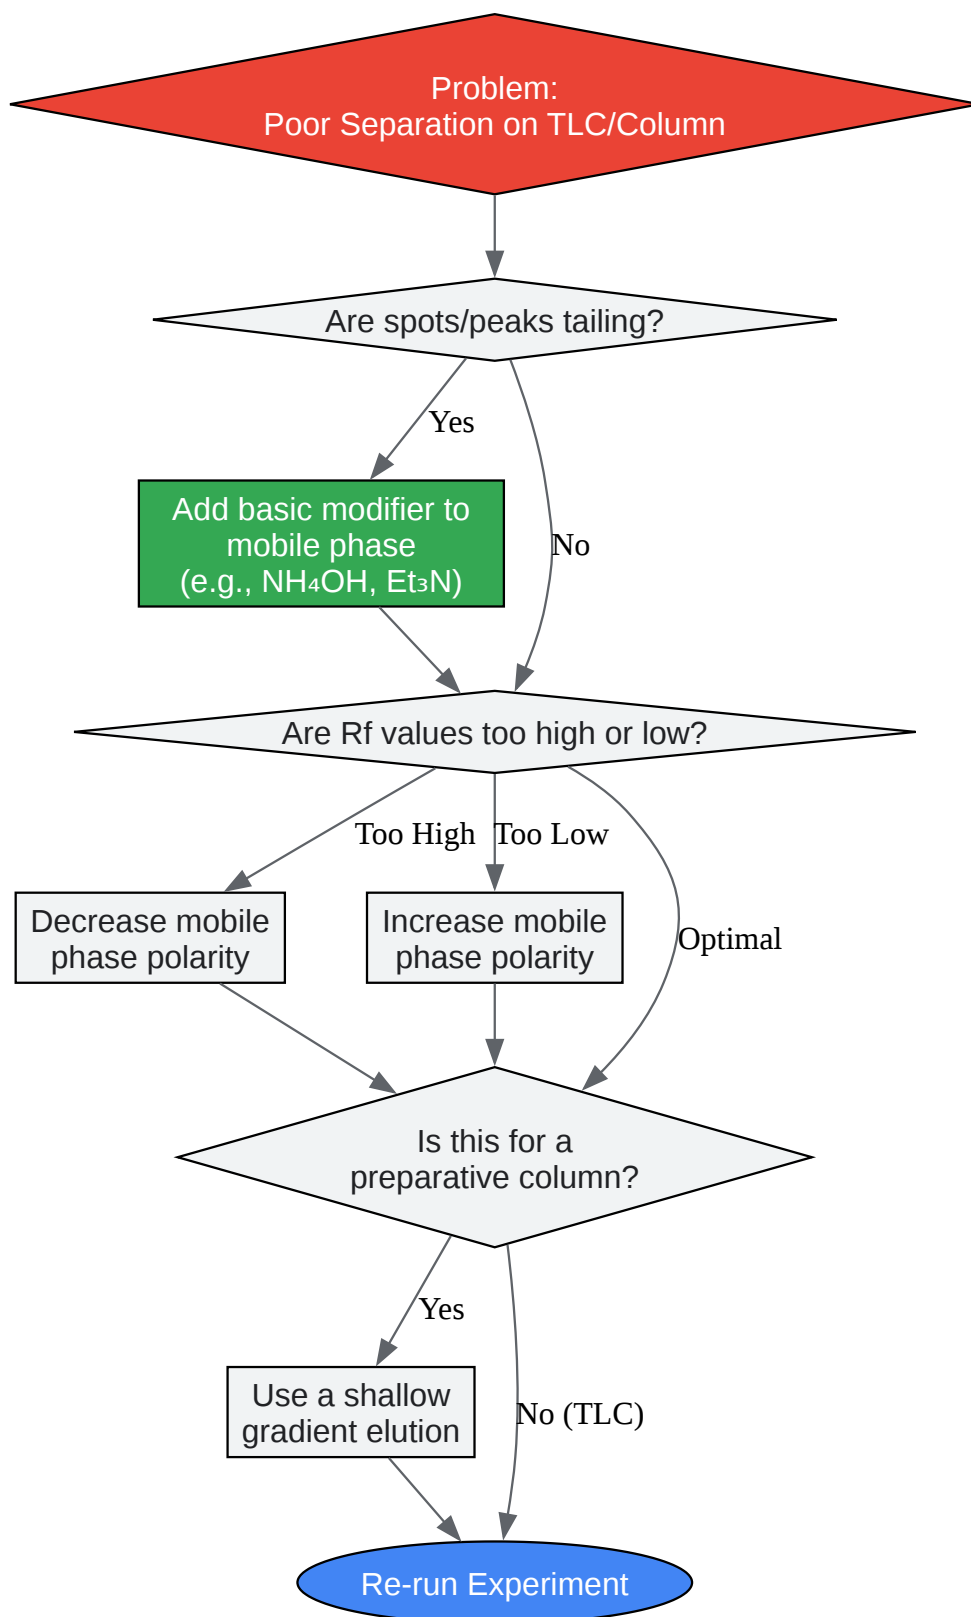 Problem:
Poor Separation on TLC/Column
Are spots/peaks tailing?
Yes
Add basic modifier to
mobile phase
(e.g., NH₄OH, Et₃N)
No
Are Rf values too high or low?
Too High
Too Low
Decrease mobile
phase polarity
Increase mobile
phase polarity
Optimal
Is this for a
preparative column?
Yes
Use a shallow
gradient elution
No (TLC)
Re-run Experiment